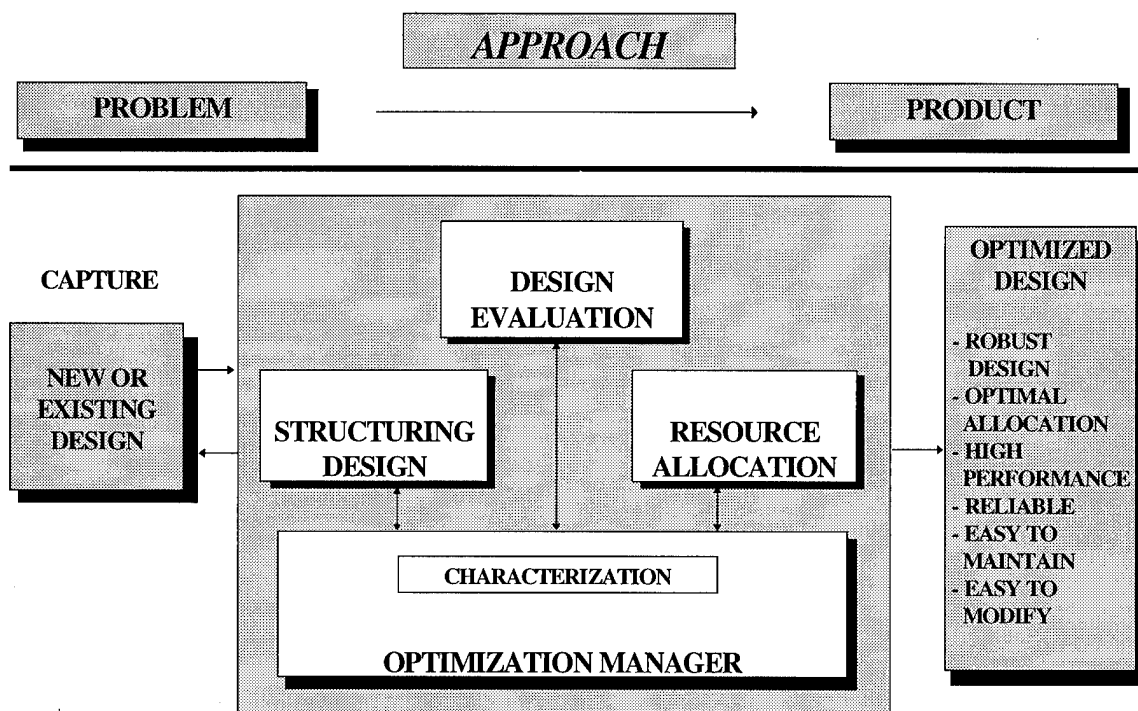 APPROACH
PROBLEM
PRODUCT
CAPTURE
NEW OR
EXISTING
DESIGN
DESIGN
EVALUATION
STRUCTURING
DESIGN
RESOURCE
ALLOCATION
CHARACTERIZATION
OPTIMIZATION MANAGER
OPTIMIZED
DESIGN
- ROBUST
DESIGN
- OPTIMAL
ALLOCATION
- HIGH
PERFORMANCE
- RELIABLE
- EASY TO
MAINTAIN
- EASY TO
MODIFY